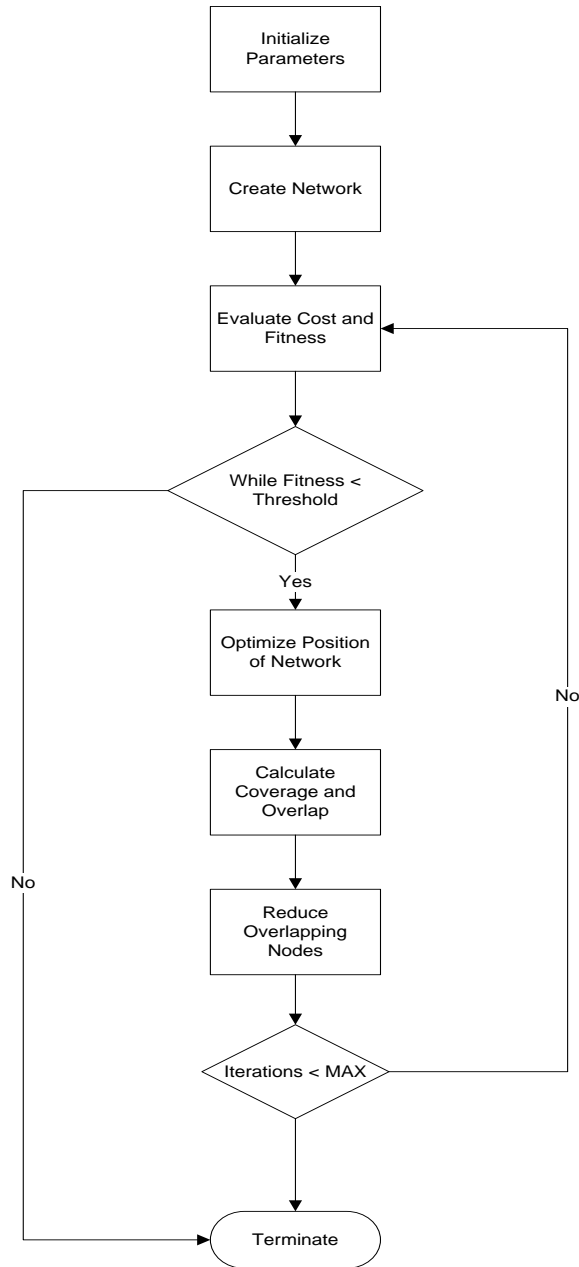 Initialize
Parameters
Create Network
Evaluate Cost and
Fitness
While Fitness <
Threshold
Yes
Optimize Position
of Network
No
Calculate
Coverage and
Overlap
No
Reduce
Overlapping
Nodes
Iterations < MAX
Terminate